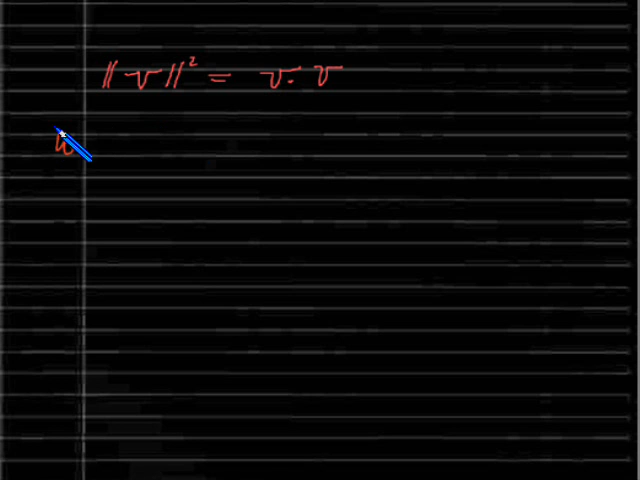 ‖v‖² = v · v